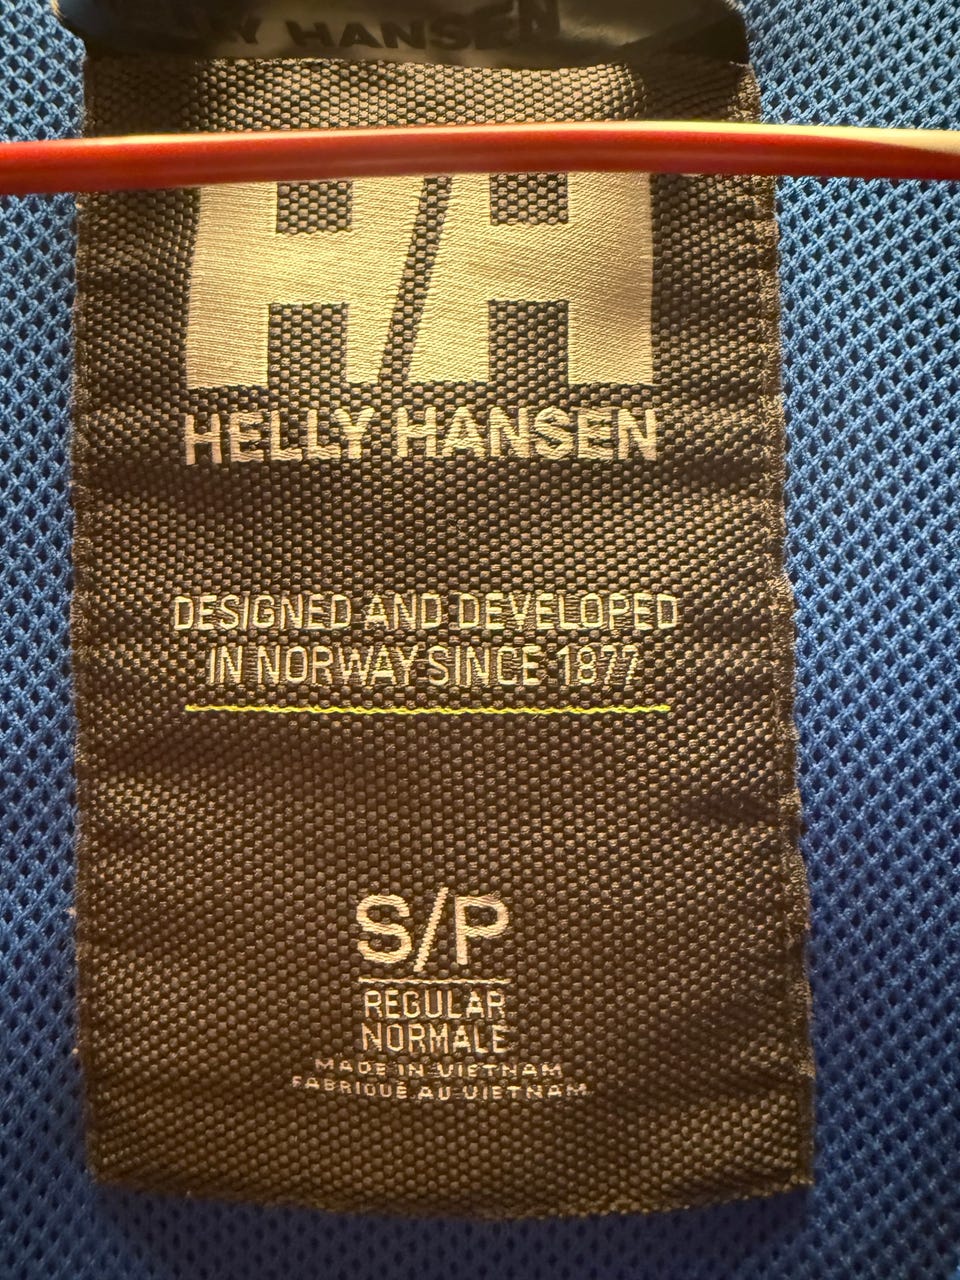 HANSEN
HH
HELLY HANSEN
DESIGNED AND DEVELOPED
IN NORWAY SINCE 1877
S/P
REGULAR
NORMALE
MADE IN VIETNAM
FABRIQUÉ AU VIETNAM